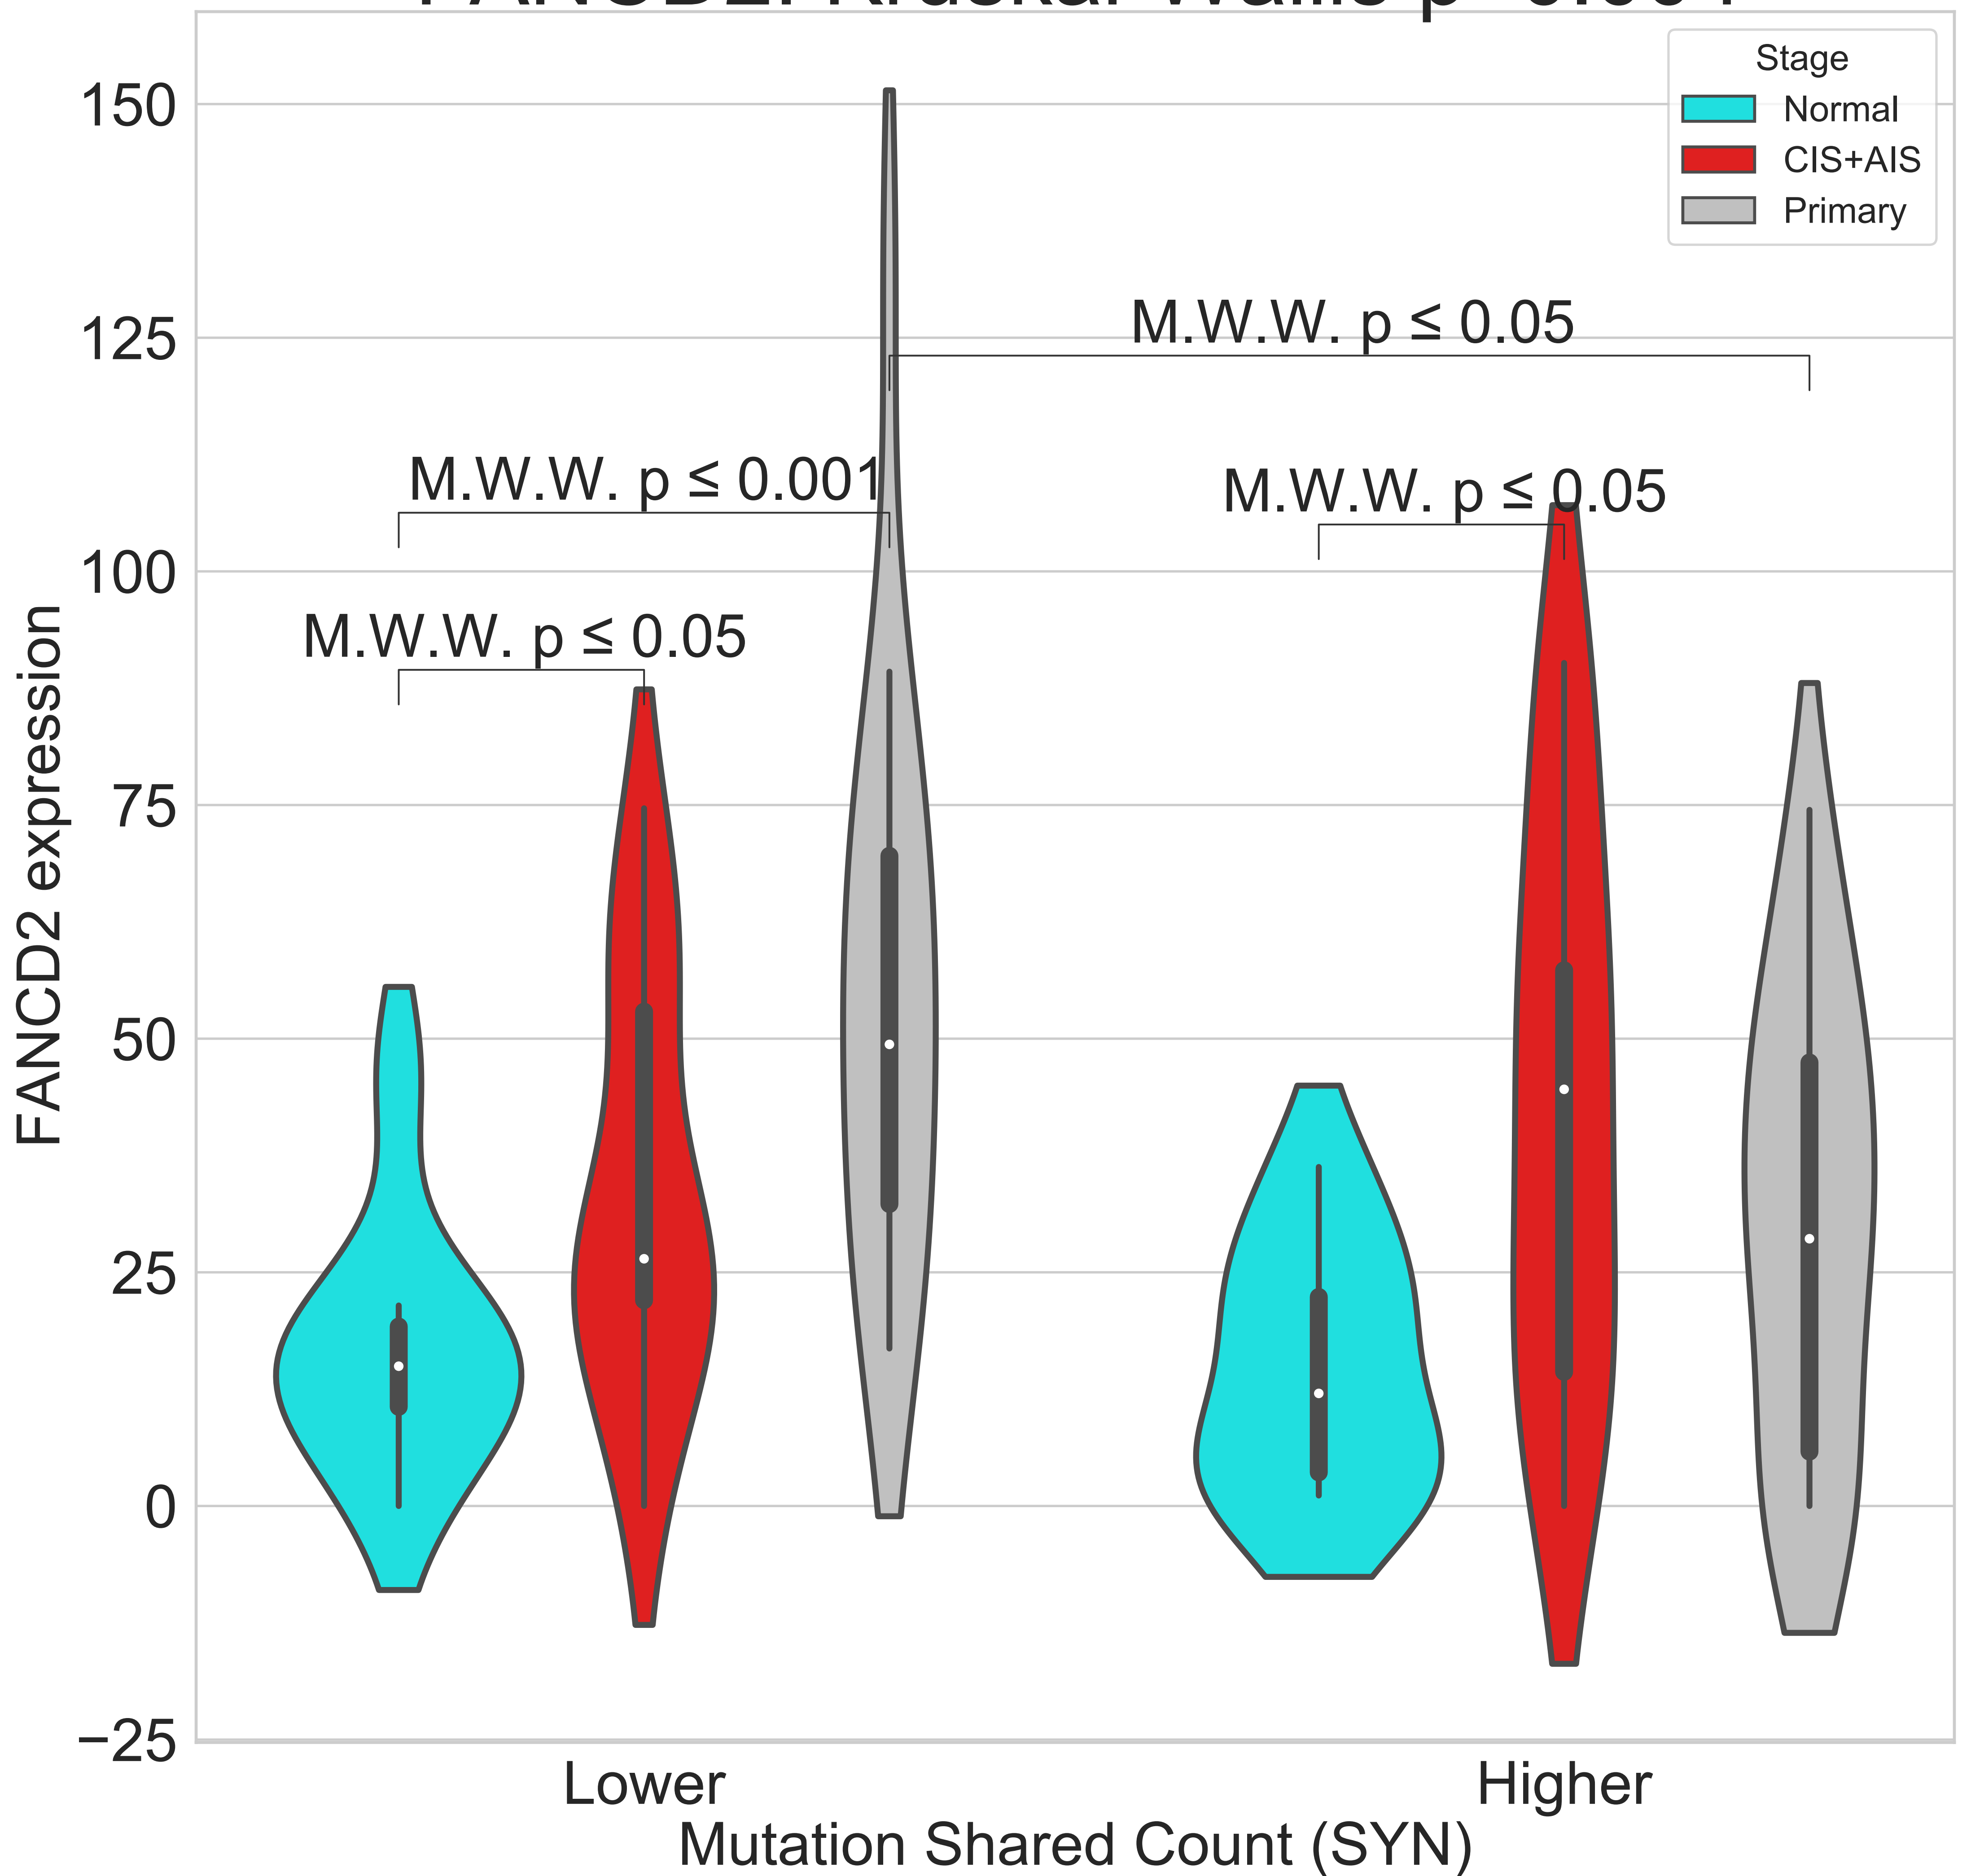 Stage
Normal
CIS+AIS
Primary
150
125
100
75
50
25
0
−25
FANCD2 expression
M.W.W. p ≤ 0.05
M.W.W. p ≤ 0.001
M.W.W. p ≤ 0.05
M.W.W. p ≤ 0.05
Lower
Higher
Mutation Shared Count (SYN)